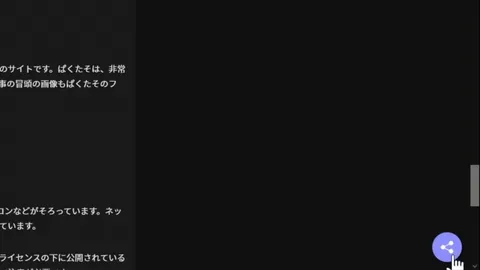 のサイトです。ぱくたそは、非常
事の冒頭の画像もぱくたそのフ
コンなどがそろっています。ネッ
ています。
ライセンスの下に公開されている